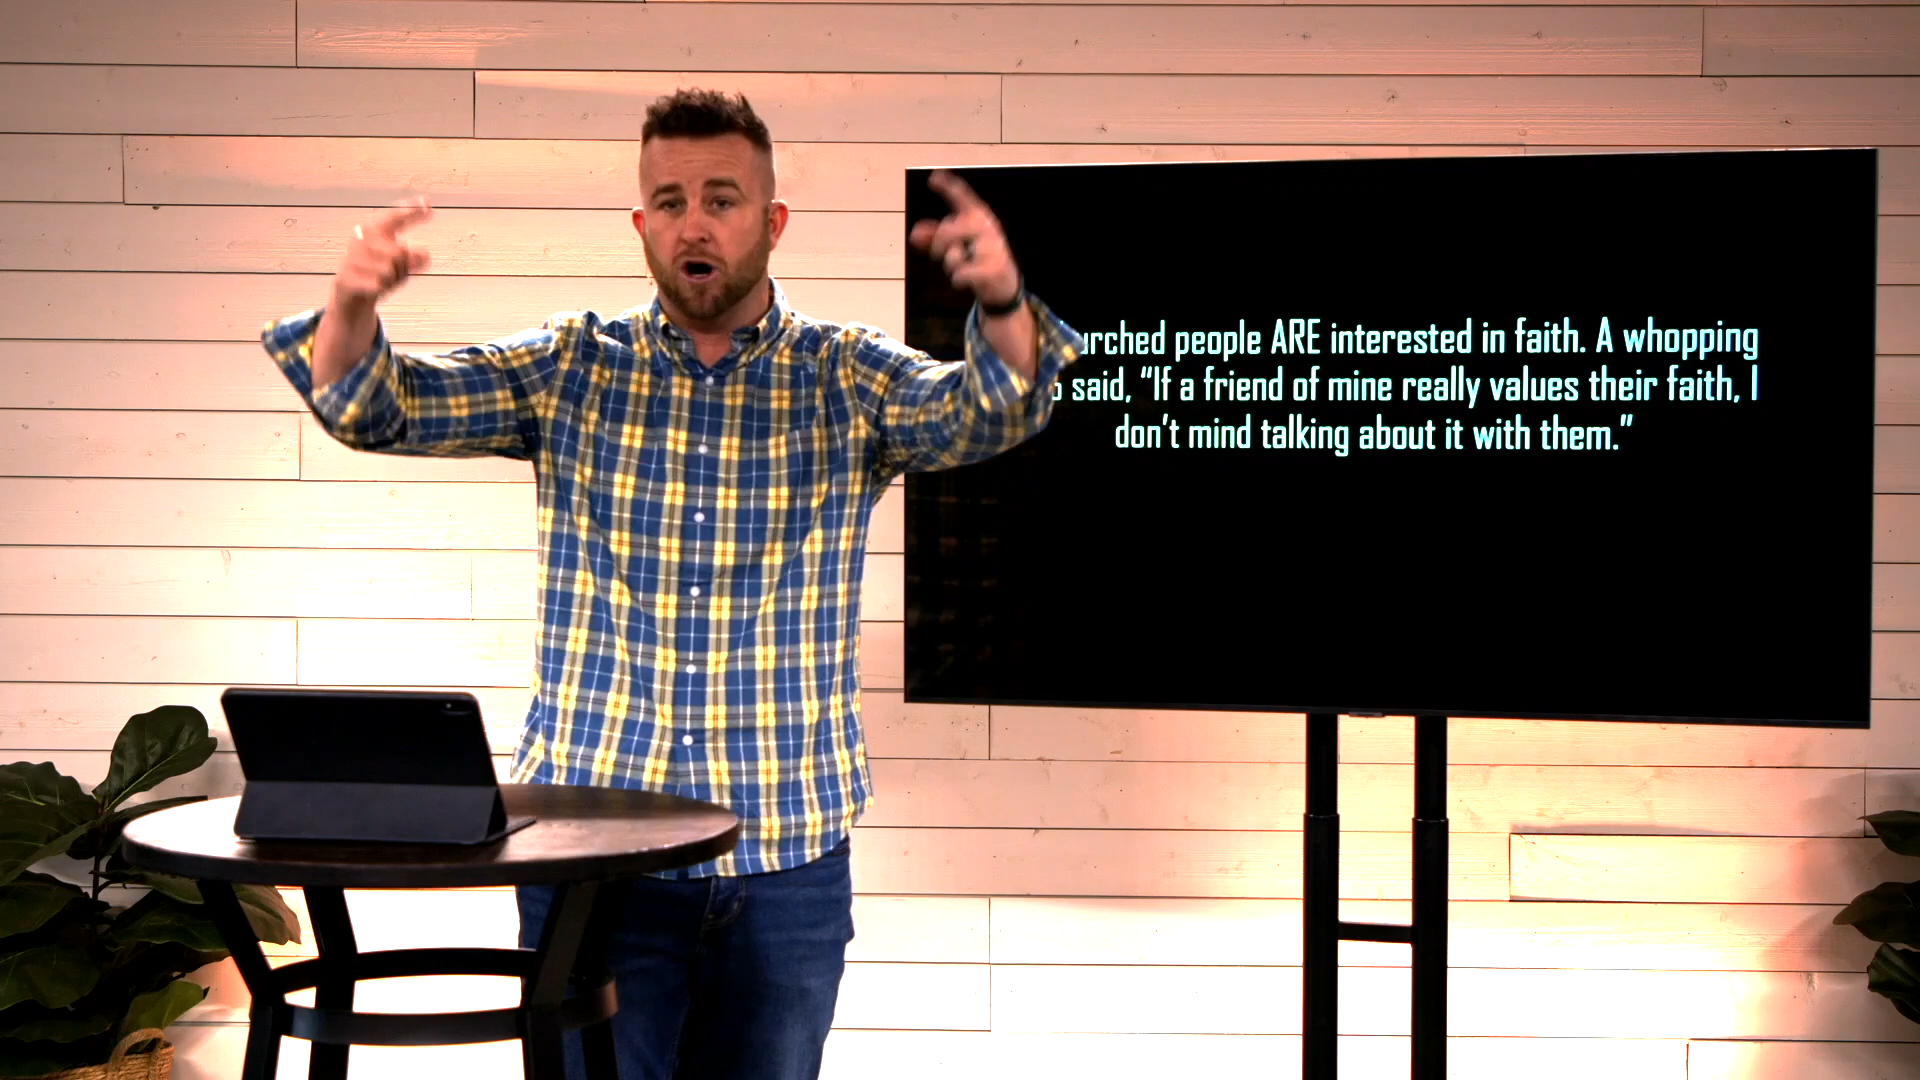 people ARE interested in faith. A whopping
said, “If a friend of mine really values their faith, I
don’t mind talking about it with them.”